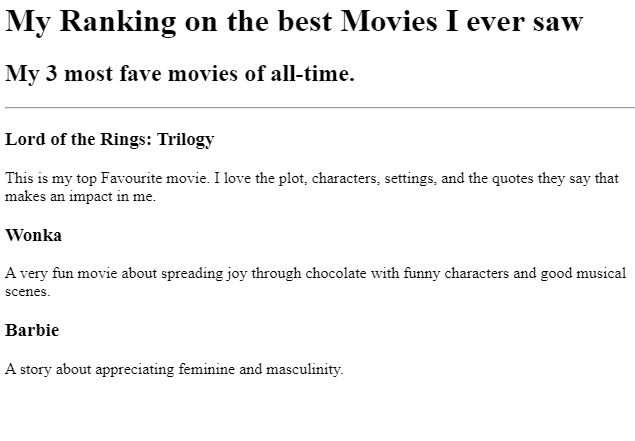 My Ranking on the best Movies I ever saw
My 3 most fave movies of all-time.
Lord of the Rings: Trilogy
This is my top Favourite movie. I love the plot, characters, settings, and the quotes they say that
makes an impact in me.
Wonka
A very fun movie about spreading joy through chocolate with funny characters and good musical
scenes.
Barbie
A story about appreciating feminine and masculinity.